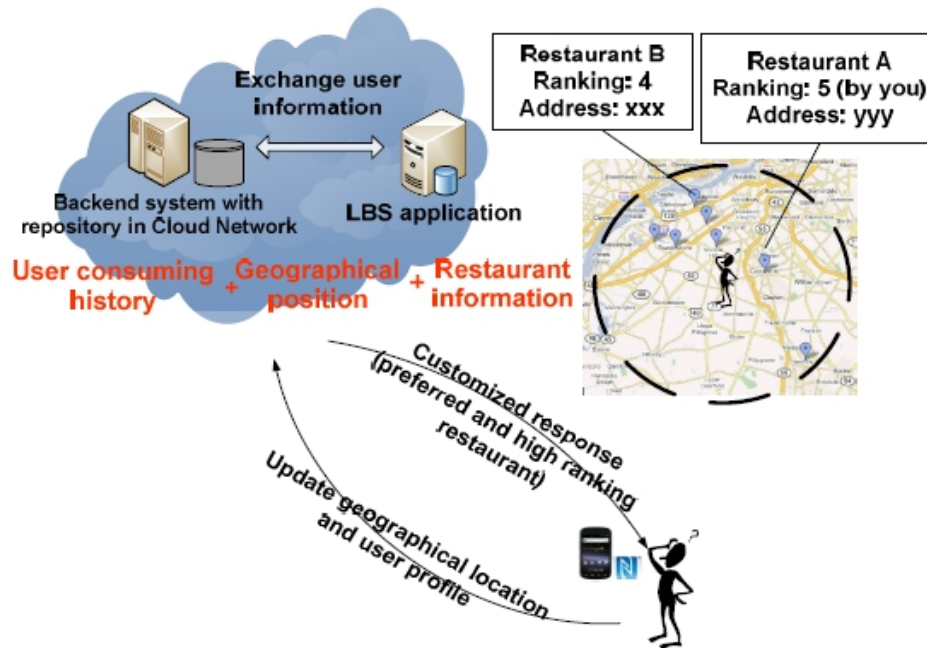 Exchange user
information
Backend system with
repository in Cloud Network
LBS application
User consuming
history
+
Geographical
position
+
Restaurant
information
Restaurant B
Ranking: 4
Address: xxx
Restaurant A
Ranking: 5 (by you)
Address: yyy
Customized response
(preferred and high ranking
restaurant)
Update geographical location
and user profile
?
N